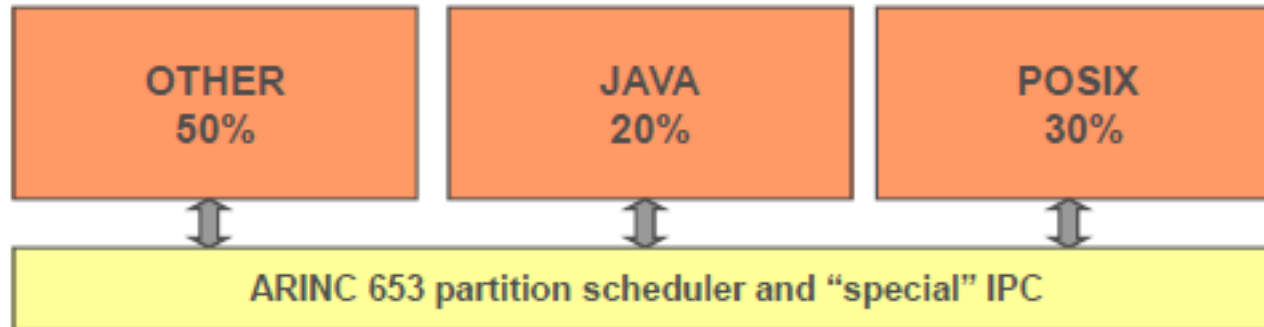 OTHER
50%
JAVA
20%
POSIX
30%
ARINC 653 partition scheduler and “special” IPC